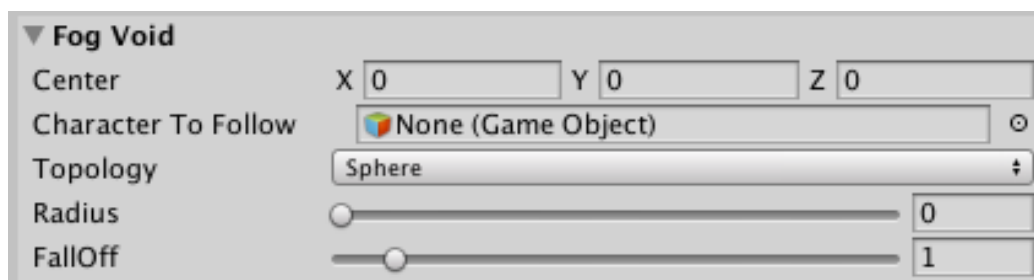 Fog Void
Center X 0 Y 0 Z 0
Character To Follow None (Game Object)
Topology Sphere
Radius 0
FallOff 1